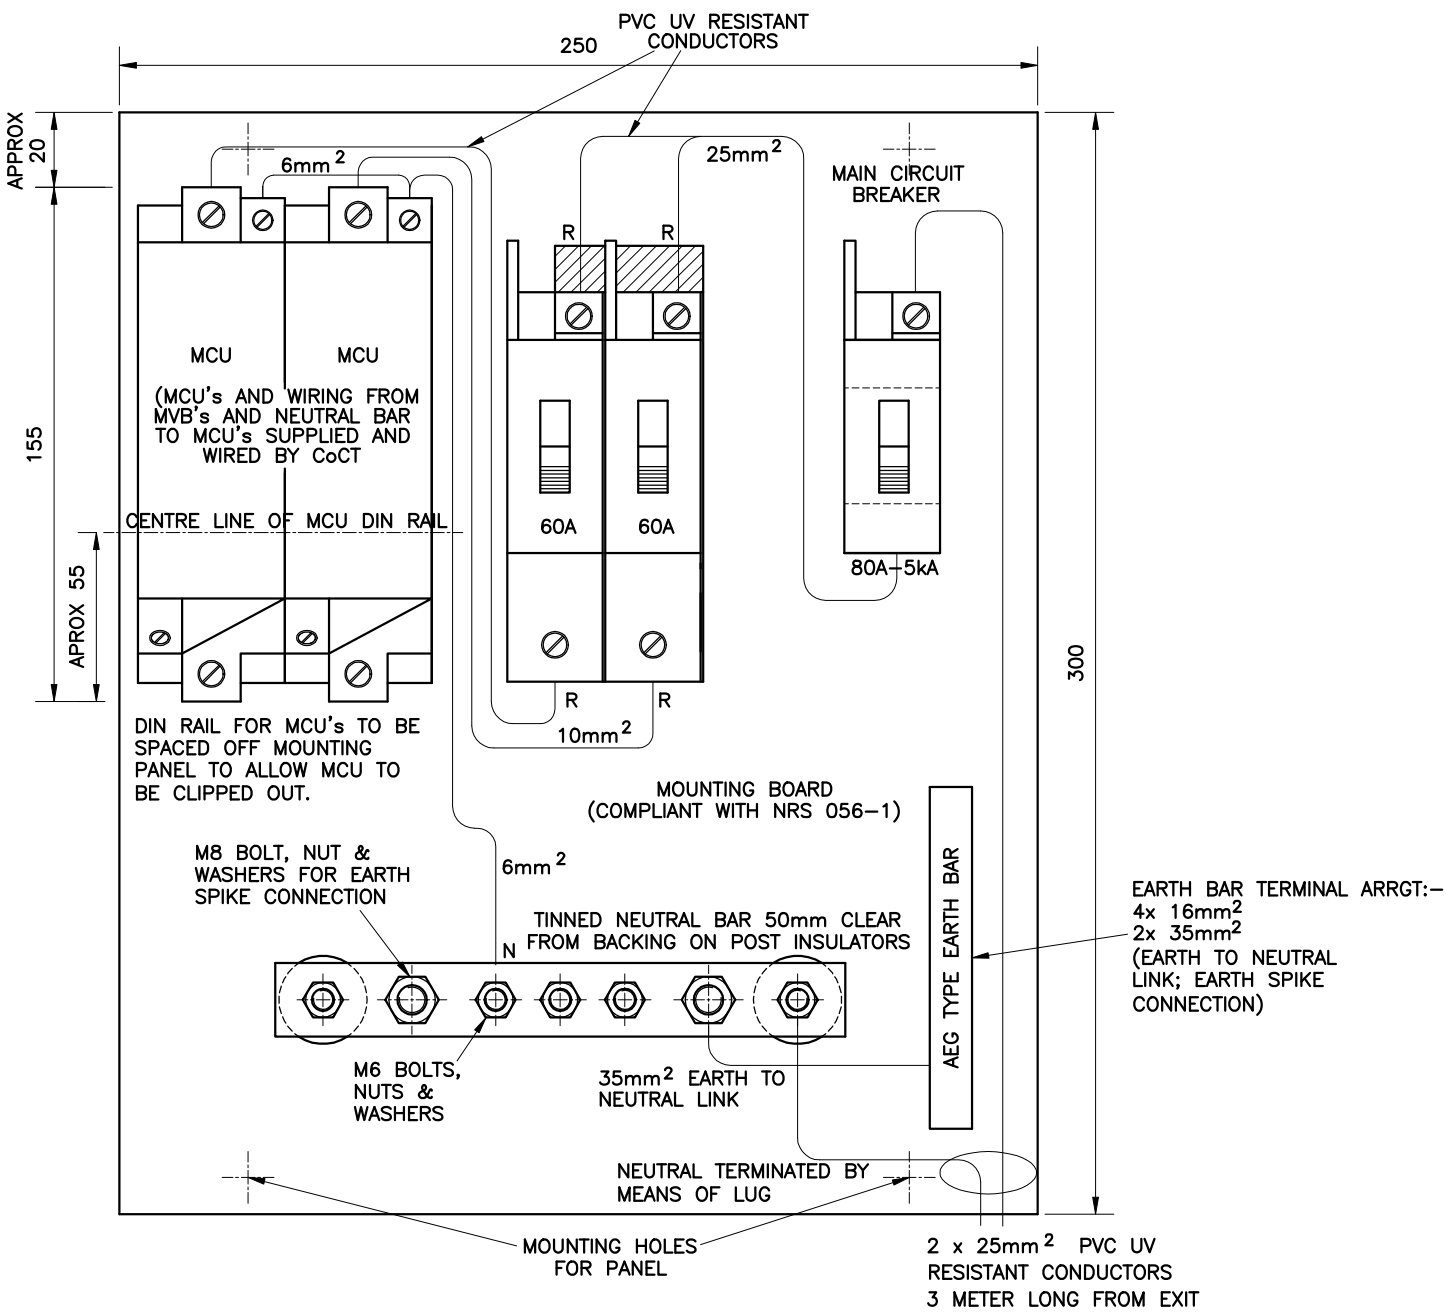 PVC UV RESISTANT
CONDUCTORS
250
APPROX
20
6mm²
25mm²
MAIN CIRCUIT
BREAKER
R
R
MCU
MCU
(MCU's AND WIRING FROM
MVB's AND NEUTRAL BAR
TO MCU's SUPPLIED AND
WIRED BY CoCT
155
CENTRE LINE OF MCU DIN RAIL
60A
60A
80A-5kA
APROX 55
300
R
R
10mm²
DIN RAIL FOR MCU's TO BE
SPACED OFF MOUNTING
PANEL TO ALLOW MCU TO
BE CLIPPED OUT.
MOUNTING BOARD
(COMPLIANT WITH NRS 056-1)
M8 BOLT, NUT &
WASHERS FOR EARTH
SPIKE CONNECTION
6mm²
TINNED NEUTRAL BAR 50mm CLEAR
FROM BACKING ON POST INSULATORS
N
AEG TYPE EARTH BAR
EARTH BAR TERMINAL ARRGT:-
4x 16mm²
2x 35mm²
(EARTH TO NEUTRAL
LINK; EARTH SPIKE
CONNECTION)
M6 BOLTS,
NUTS &
WASHERS
35mm² EARTH TO
NEUTRAL LINK
NEUTRAL TERMINATED BY
MEANS OF LUG
MOUNTING HOLES
FOR PANEL
2 x 25mm² PVC UV
RESISTANT CONDUCTORS
3 METER LONG FROM EXIT